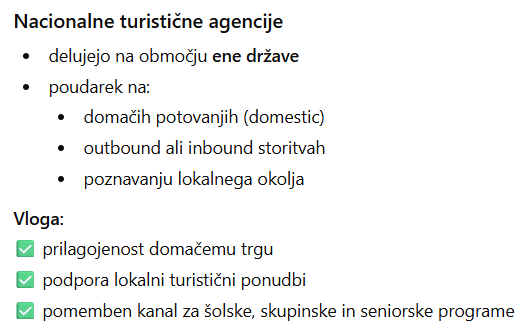 Nacionalne turistične agencije
• delujejo na območju ene države
• poudarek na:
• domačih potovanjih (domestic)
• outbound ali inbound storitvah
• poznavanju lokalnega okolja
Vloga:
✅ prilagojenost domačemu trgu
✅ podpora lokalni turistični ponudbi
✅ pomemben kanal za šolske, skupinske in seniorske programe